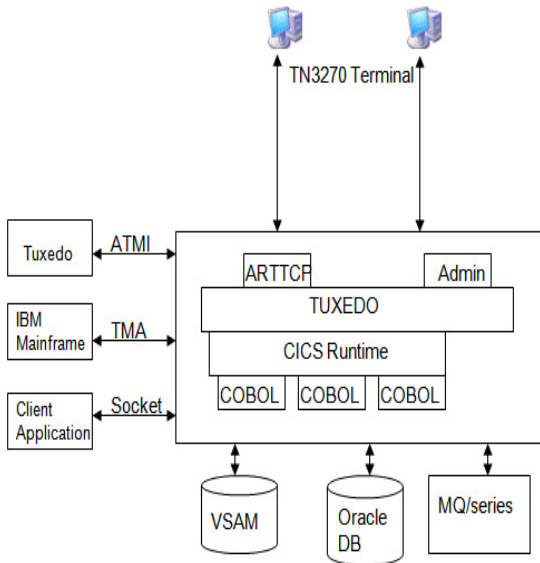 TN3270 Terminal
Tuxedo
ATMI
ARTTCP
Admin
TUXEDO
IBM
Mainframe
TMA
CICS Runtime
Client
Application
Socket
COBOL
COBOL
COBOL
VSAM
Oracle
DB
MQ/series